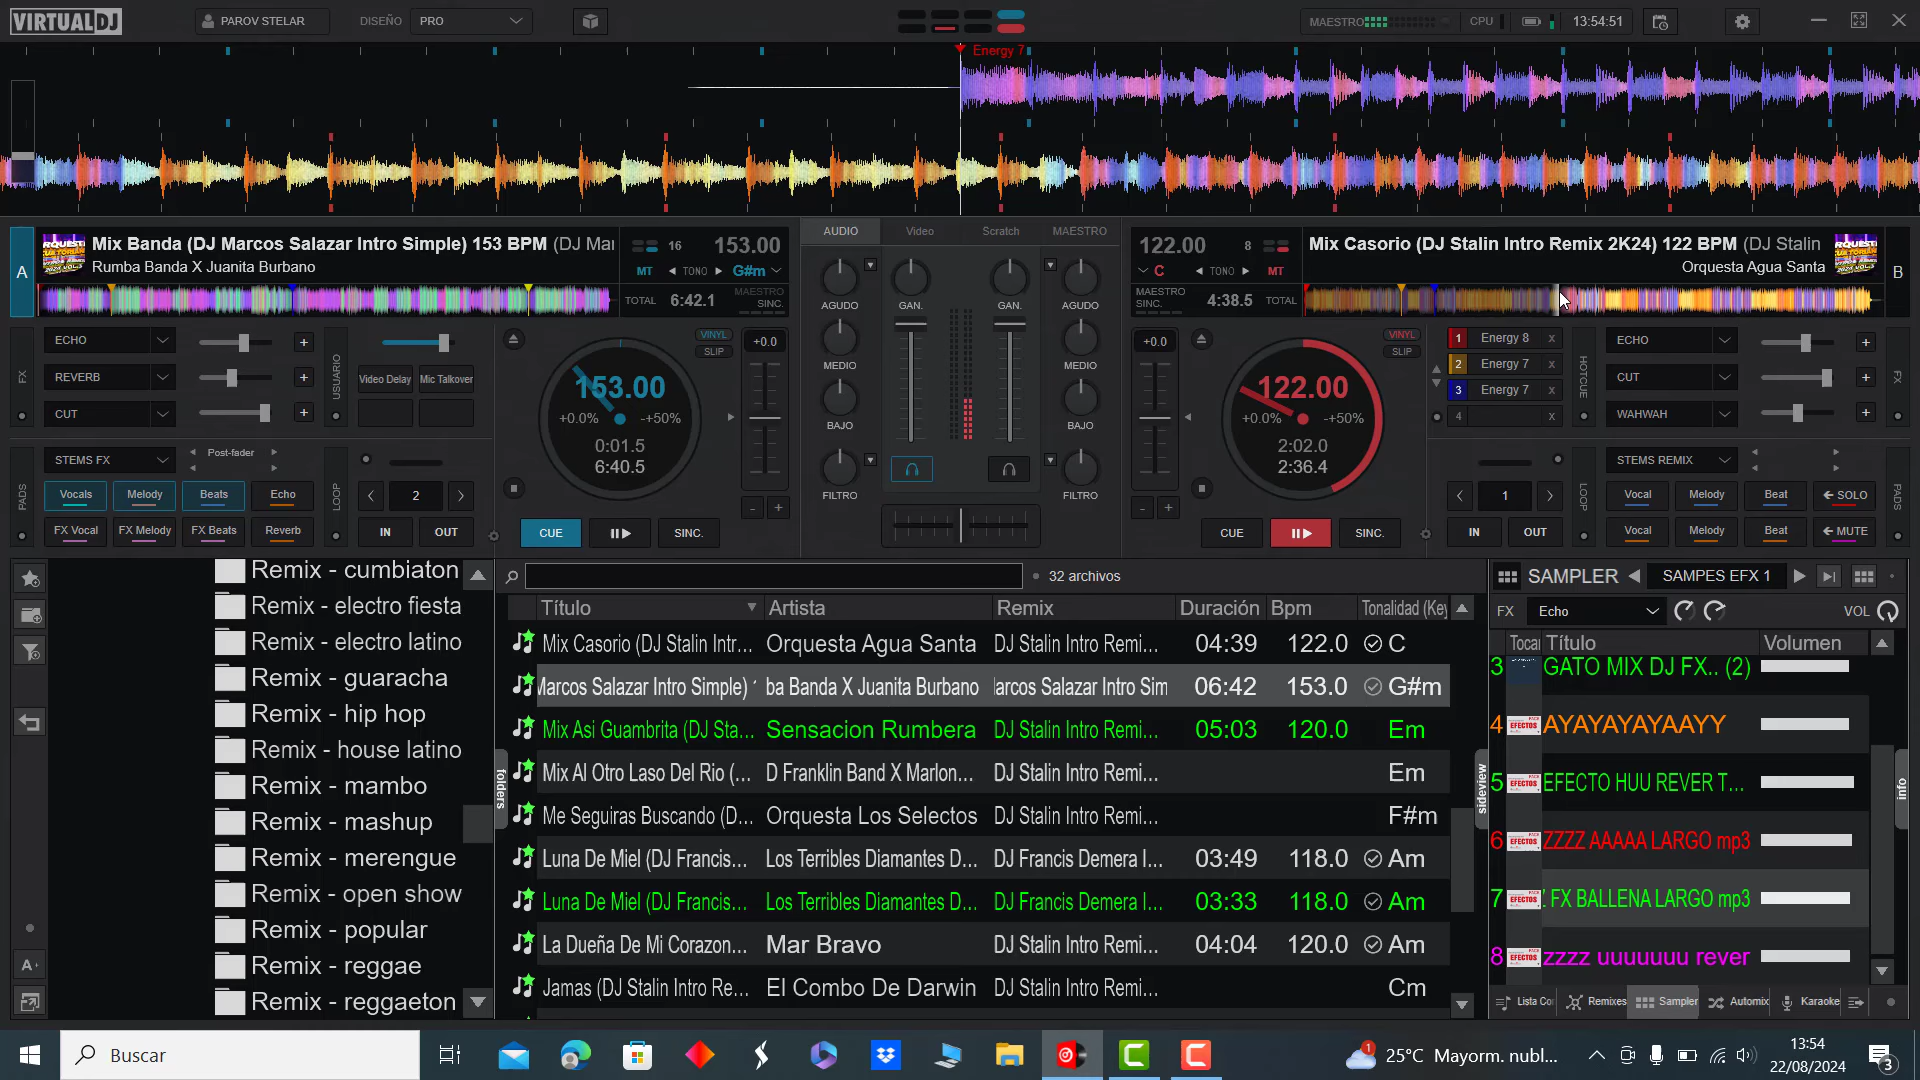 VIRTUALDJ
PAROV STELAR
DISEÑO
PRO
MAESTRO
CPU
13:54:51
Energy 7
A
Mix Banda (DJ Marcos Salazar Intro Simple) 153 BPM (DJ Mar
Rumba Banda X Juanita Burbano
16
153.00
MT
TONO
G#m
TOTAL
6:42.1
MAESTRO
SINC.
AUDIO
Video
Scratch
MAESTRO
122.00
8
C
TONO
MT
MAESTRO
SINC.
4:38.5
TOTAL
Mix Casorio (DJ Stalin Intro Remix 2K24) 122 BPM (DJ Stalin
Orquesta Agua Santa
B
FX
ECHO
REVERB
CUT
USUARIO
Video Delay
Mic Talkover
VINYL
SLIP
+0.0
153.00
+0.0%
-+50%
0:01.5
6:40.5
AGUDO
GAN.
GAN.
AGUDO
MEDIO
MEDIO
BAJO
BAJO
FILTRO
FILTRO
+0.0
VINYL
SLIP
122.00
+0.0%
-+50%
2:02.0
2:36.4
1
Energy 8
x
2
Energy 7
x
3
Energy 7
x
4
x
HOTCUE
ECHO
CUT
WAHWAH
FX
PADS
STEMS FX
Post-fader
Vocals
Melody
Beats
Echo
FX Vocal
FX Melody
FX Beats
Reverb
LOOP
2
IN
OUT
CUE
SINC.
CUE
SINC.
1
IN
OUT
LOOP
STEMS REMIX
Vocal
Melody
Beat
SOLO
Vocal
Melody
Beat
MUTE
PADS
Remix - cumbiaton
Remix - electro fiesta
Remix - electro latino
Remix - guaracha
Remix - hip hop
Remix - house latino
Remix - mambo
Remix - mashup
Remix - merengue
Remix - open show
Remix - popular
Remix - reggae
Remix - reggaeton
folders
32 archivos
Título Artista Remix Duración Bpm Tonalidad (Key
Mix Casorio (DJ Stalin Intr... Orquesta Agua Santa DJ Stalin Intro Remi... 04:39 122.0 C
Marcos Salazar Intro Simple) ba Banda X Juanita Burbano larcos Salazar Intro Sim 06:42 153.0 G#m
Mix Asi Guambrita (DJ Sta... Sensacion Rumbera DJ Stalin Intro Remi... 05:03 120.0 Em
Mix Al Otro Laso Del Rio (... D Franklin Band X Marlon... DJ Stalin Intro Remi... Em
Me Seguiras Buscando (D... Orquesta Los Selectos DJ Stalin Intro Remi... F#m
Luna De Miel (DJ Francis... Los Terribles Diamantes D... DJ Francis Demera I... 03:49 118.0 Am
Luna De Miel (DJ Francis... Los Terribles Diamantes D... DJ Francis Demera I... 03:33 118.0 Am
La Dueña De Mi Corazon... Mar Bravo DJ Stalin Intro Remi... 04:04 120.0 Am
Jamas (DJ Stalin Intro Re... El Combo De Darwin DJ Stalin Intro Remi... Cm
sideview
SAMPLER
SAMPES EFX 1
FX
Echo
VOL
Tocar Título Volumen
3 GATO MIX DJ FX.. (2)
4 EFECTOS AYAYAYAYAAYY
5 EFECTOS EFECTO HUU REVER T...
6 EFECTOS ZZZZ AAAAA LARGO mp3
7 EFECTOS FX BALLENA LARGO mp3
8 EFECTOS zzzz uuuuuuu rever
info
Lista Co
Remixes
Sampler
Automix
Karaoke
Buscar
1
25°C Mayorm. nubl...
13:54
22/08/2024
3